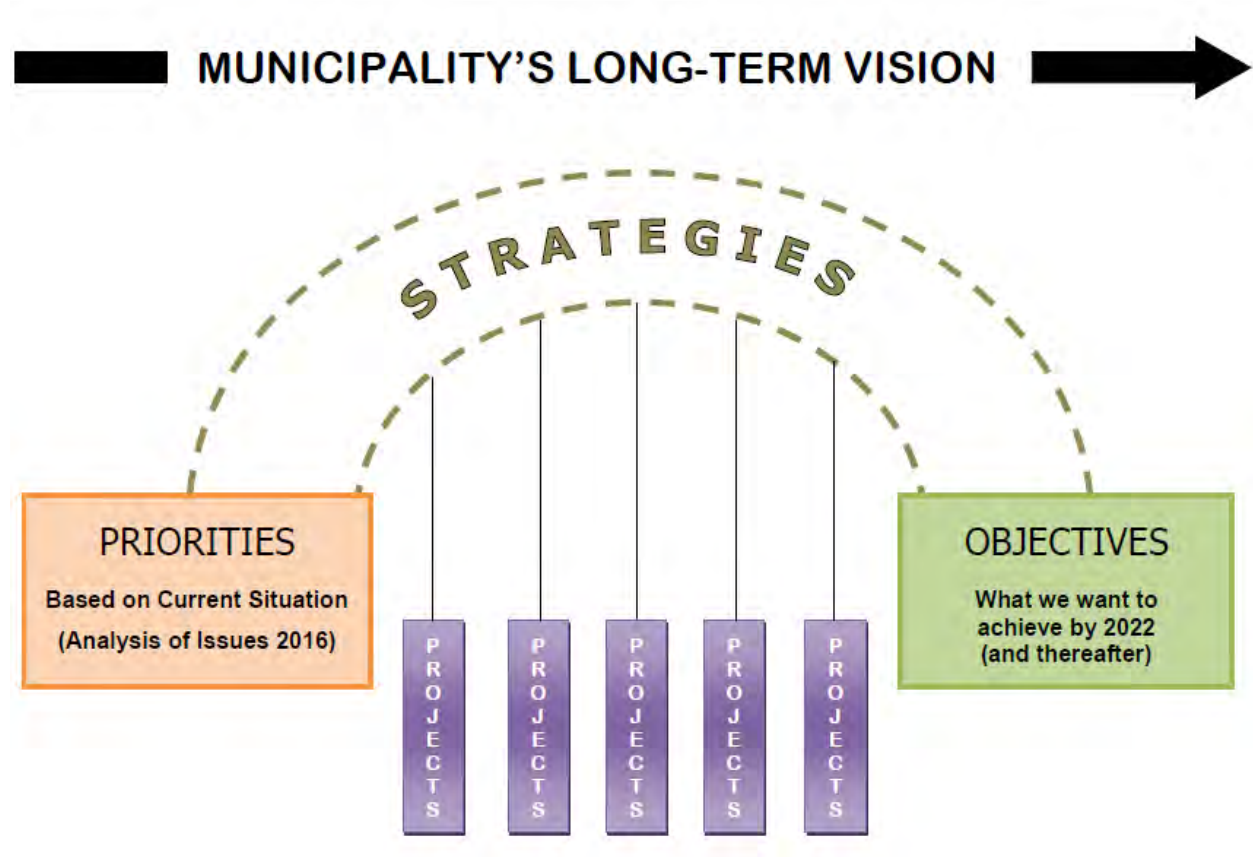 MUNICIPALITY'S LONG-TERM VISION
STRATEGIES
PRIORITIES
Based on Current Situation
(Analysis of Issues 2016)
OBJECTIVES
What we want to
achieve by 2022
(and thereafter)
PROJECTS
PROJECTS
PROJECTS
PROJECTS
PROJECTS